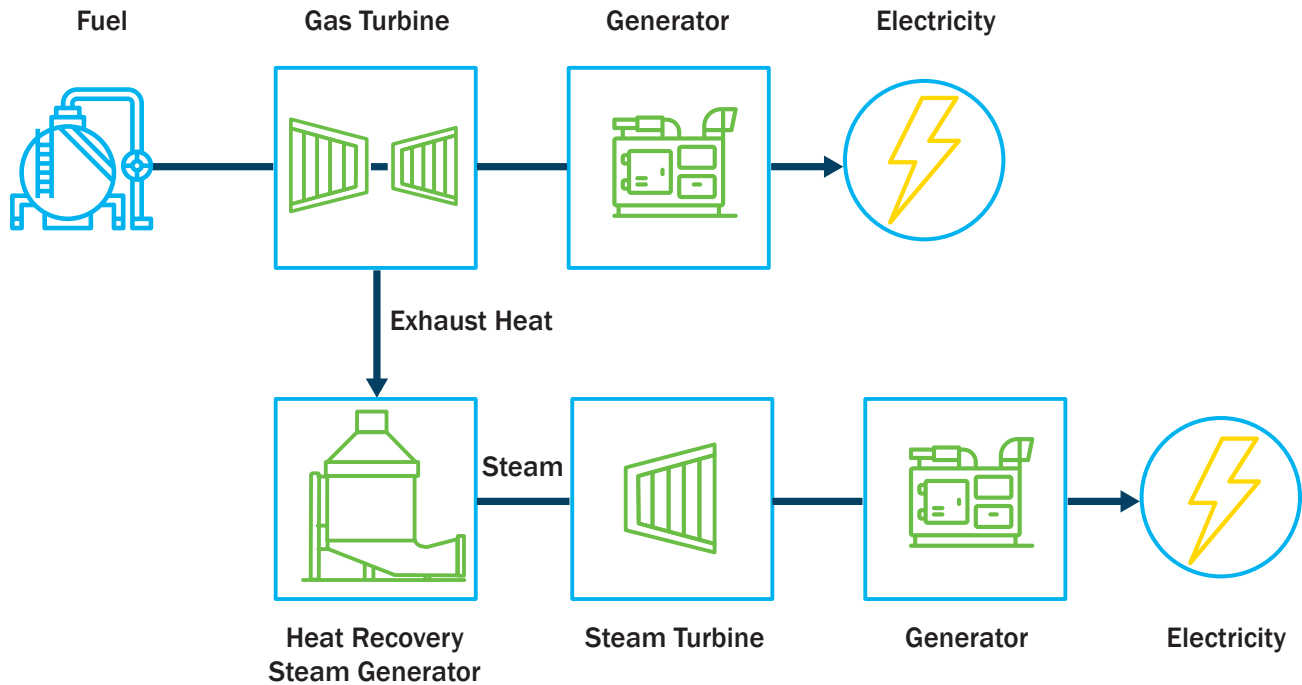 Fuel
Gas Turbine
Generator
Electricity
Exhaust Heat
Steam
Heat Recovery
Steam Generator
Steam Turbine
Generator
Electricity